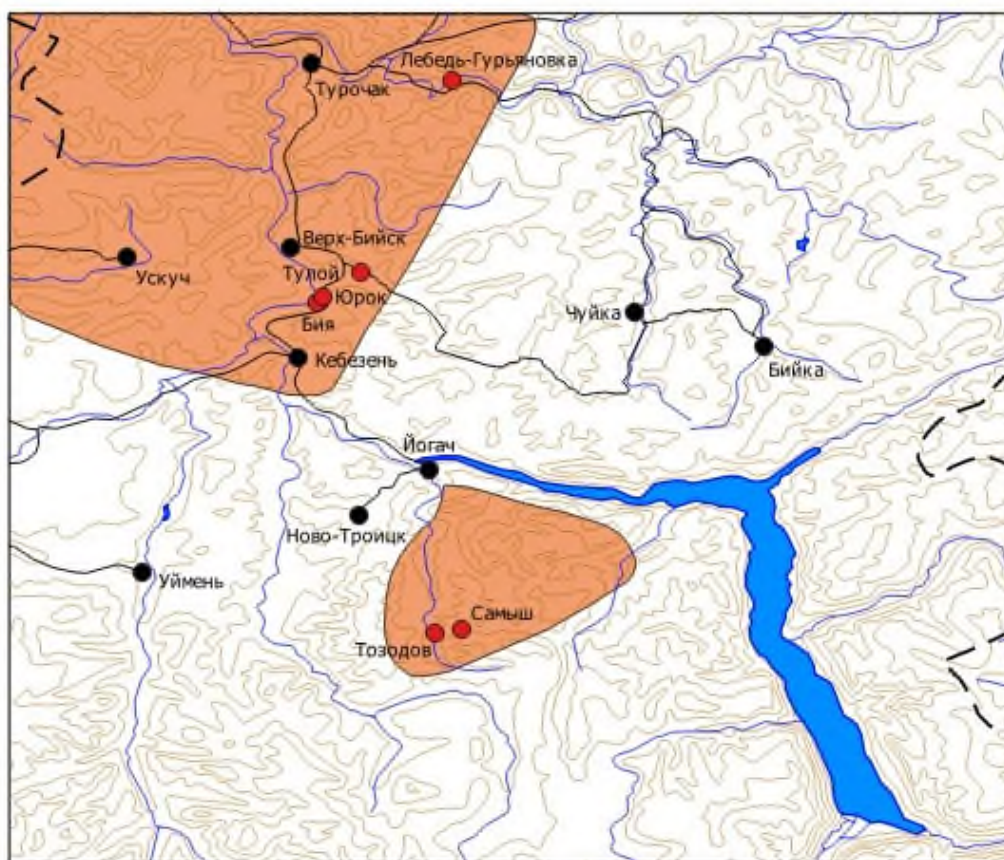 Лебедь-Гурьяновка
Турочак
Верх-Бийск
Тулой
Ускуч
Юрок
Бия
Чуйка
Кебезень
Бийка
Йогач
Ново-Троицк
Уймень
Самыш
Тозодов